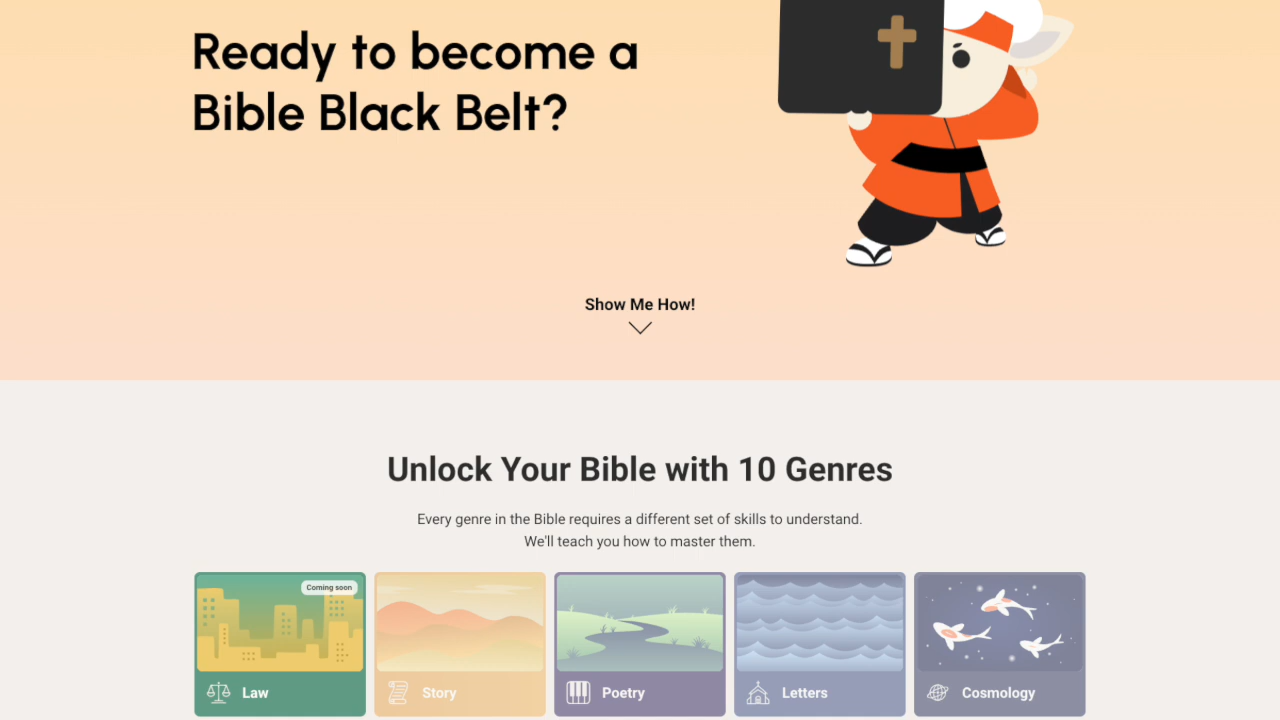 Ready to become a
Bible Black Belt?
Show Me How!
Unlock Your Bible with 10 Genres
Every genre in the Bible requires a different set of skills to understand.
We'll teach you how to master them.
Coming soon
Law
Story
Poetry
Letters
Cosmology